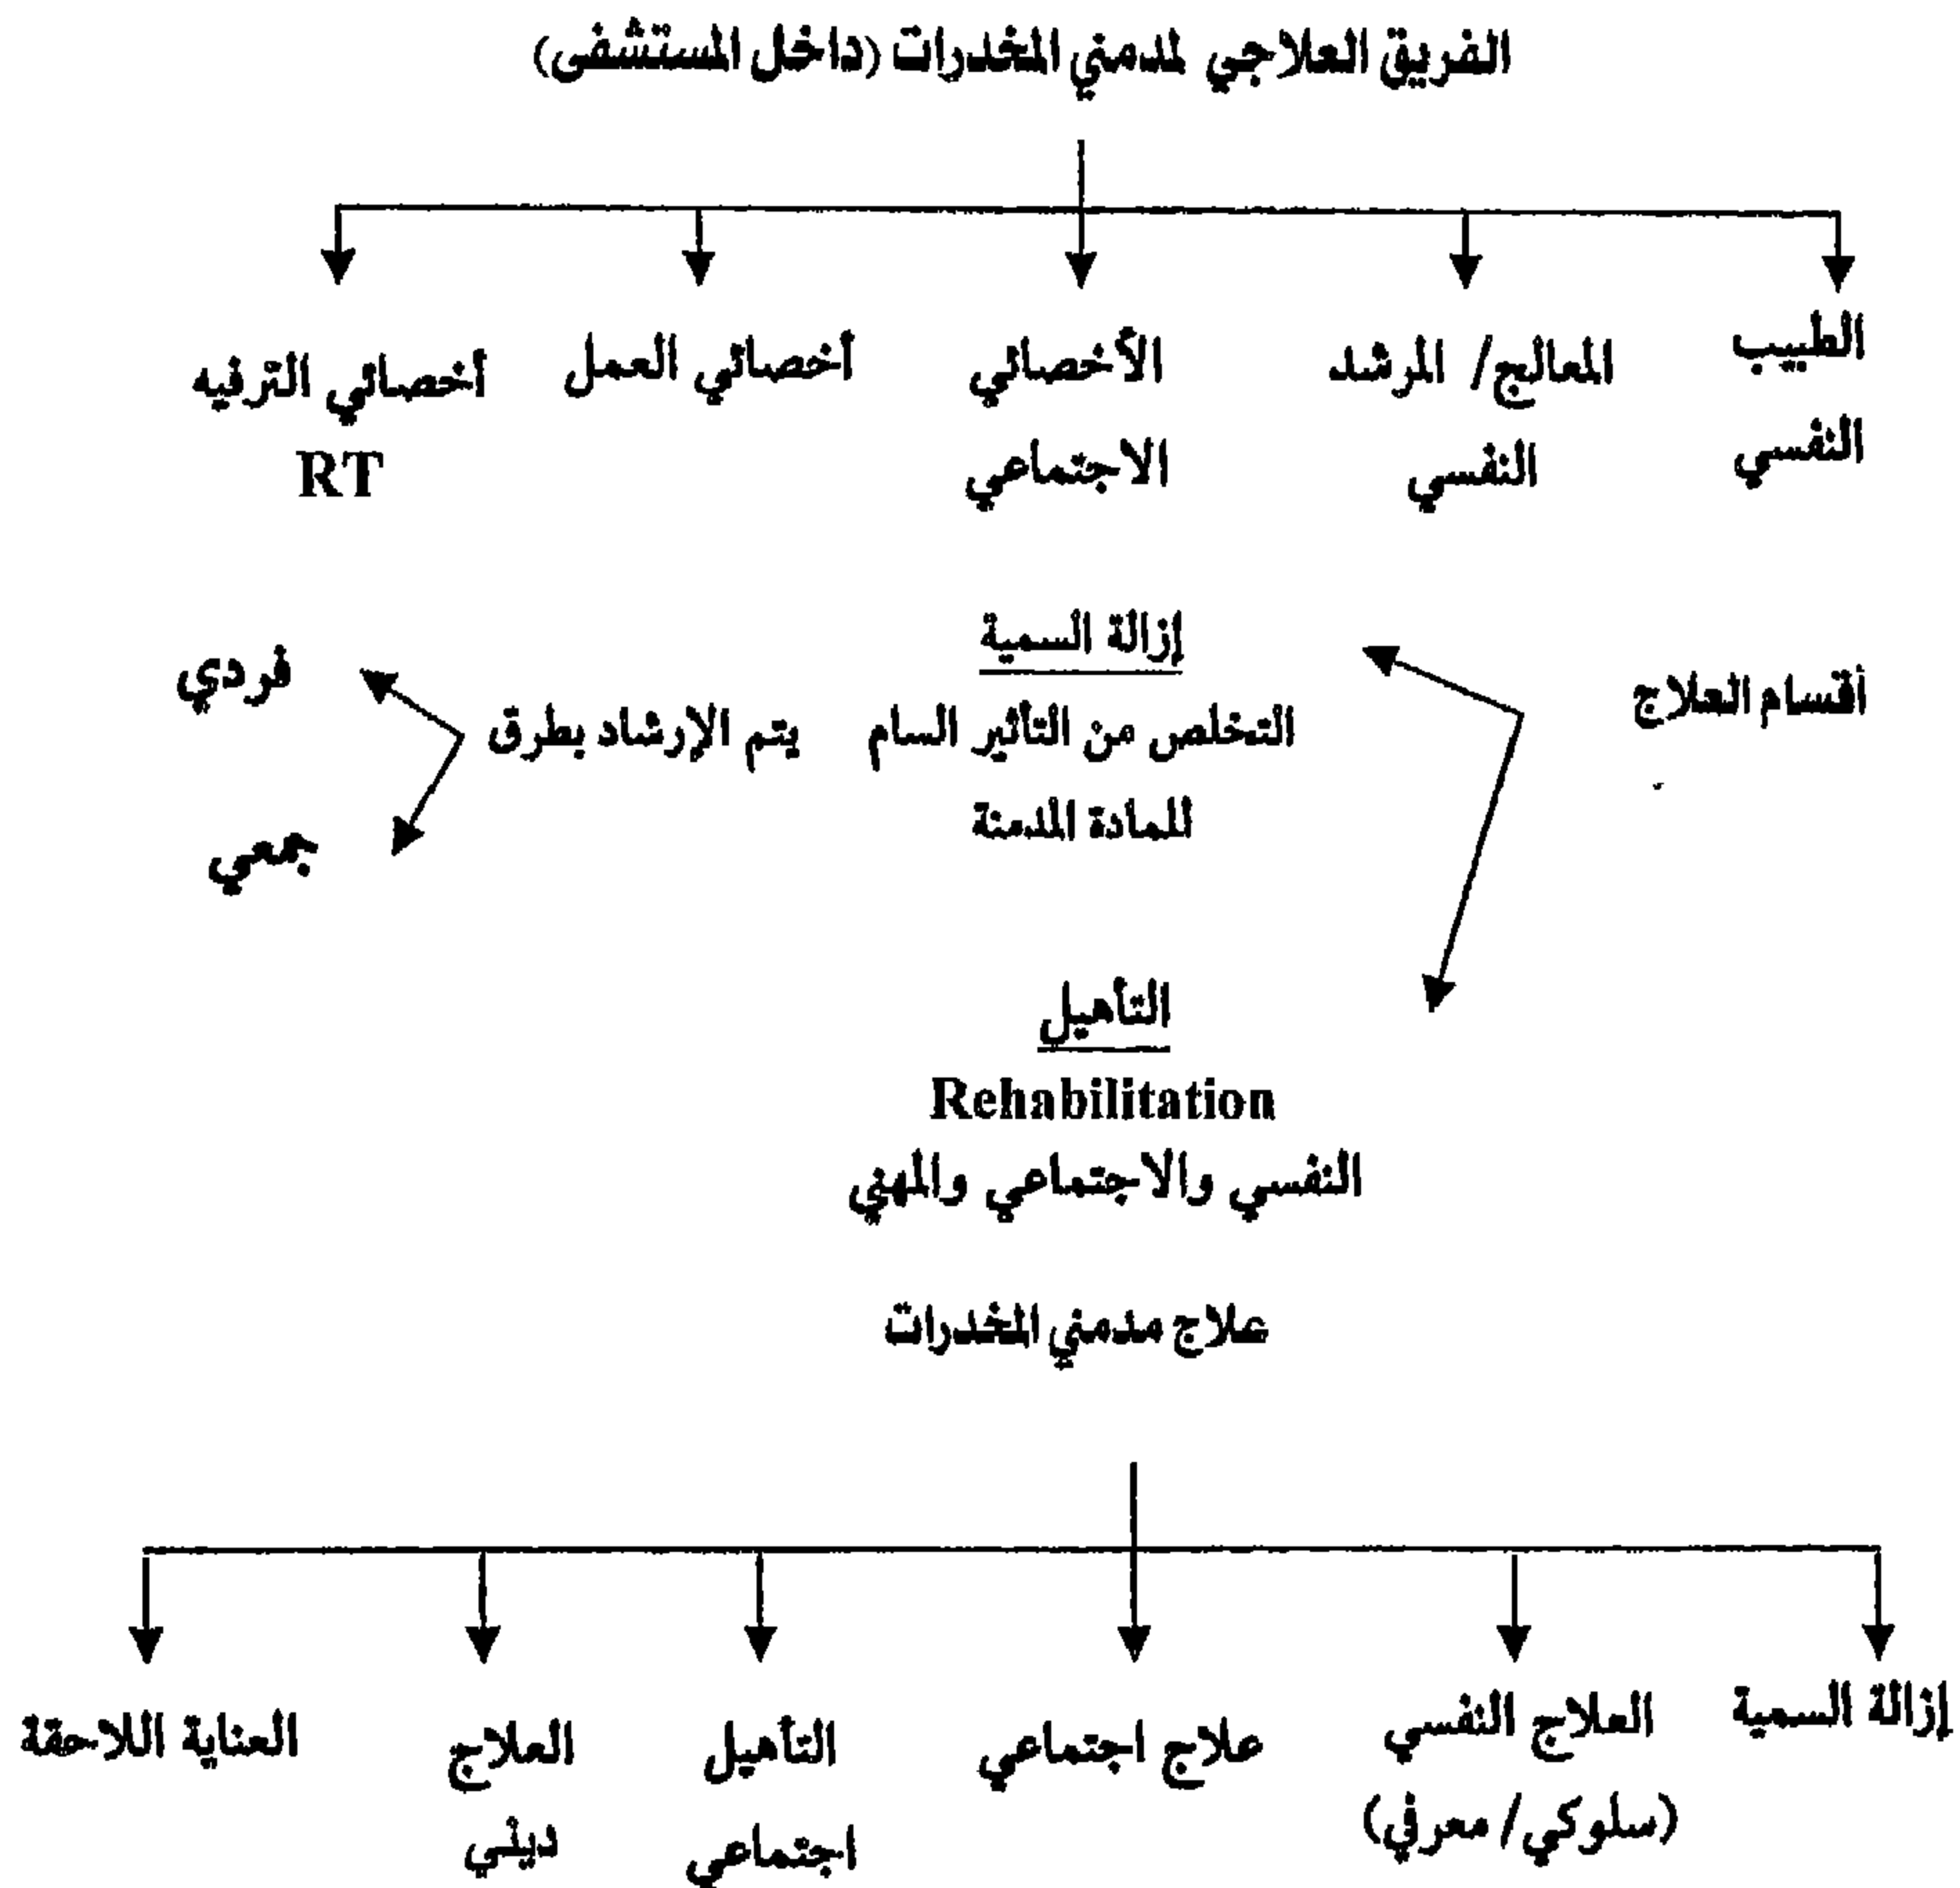 الفريق العلاجي لمدمني المخدرات (داخل المستشفى)
الطبيب
النفسي
المعالج/ المرشد
النفسي
الأخصائي
الاجتماعي
أخصائي العمل
أخصائي الترفيه
RT
أقسام العلاج
إزالة السمية
التخلص من التأثير السام
للمادة المدمنة
يتم الإرشاد بطرق
فردي
جمعي
التأهيل
Rehabilitation
النفسي والاجتماعي والمهني
علاج مدمني المخدرات
إزالة السمية
العلاج النفسي
(سلوكي/ معرفي)
علاج اجتماعي
التأهيل
اجتماعي
العلاج
ديني
العناية اللاحقة